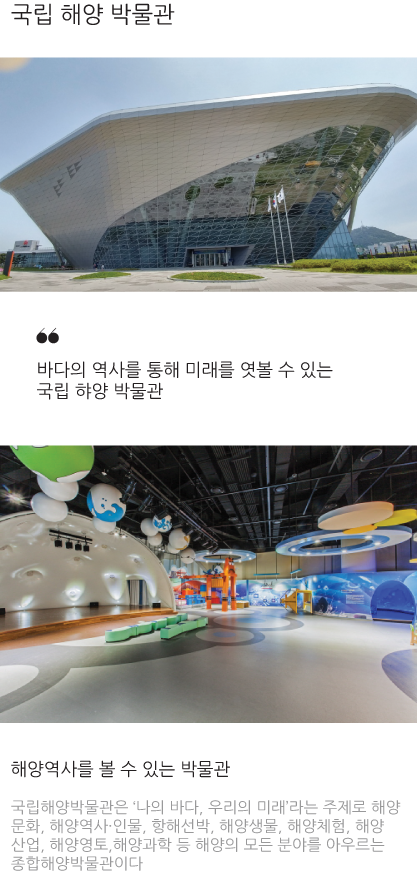 국립 해양 박물관
❝
바다의 역사를 통해 미래를 엿볼 수 있는
국립 햐양 박물관
해양역사를 볼 수 있는 박물관
국립해양박물관은 ‘나의 바다, 우리의 미래’라는 주제로 해양
문화, 해양역사·인물, 항해선박, 해양생물, 해양체험, 해양
산업, 해양영토,해양과학 등 해양의 모든 분야를 아우르는
종합해양박물관이다